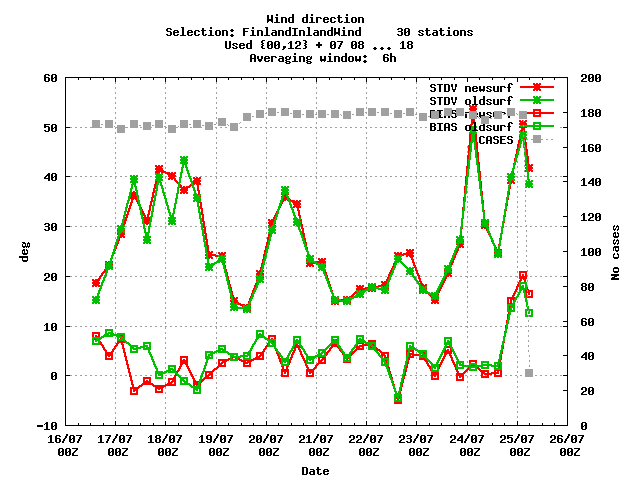 Wind direction
Selection: FinlandInlandWind     30 stations
Used {00,12} + 07 08 ... 18
Averaging window:  6h
STDV newsurf
STDV oldsurf
BIAS newsurf
BIAS oldsurf
CASES
deg
60
50
40
30
20
10
0
-10
No cases
200
180
160
140
120
100
80
60
40
20
0
16/07 17/07 18/07 19/07 20/07 21/07 22/07 23/07 24/07 25/07 26/07
00Z 00Z 00Z 00Z 00Z 00Z 00Z 00Z 00Z 00Z 00Z
Date